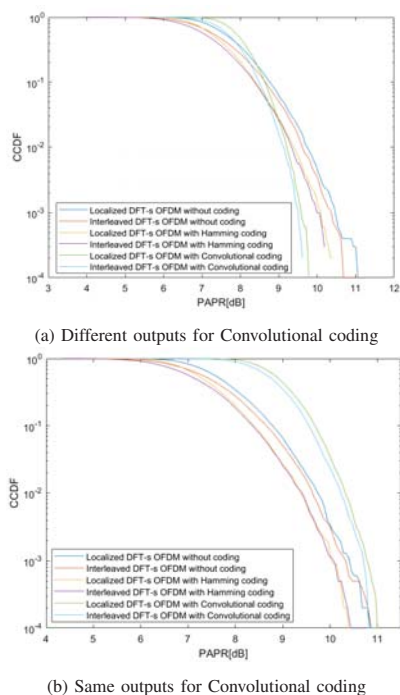 10⁰
10⁻¹
10⁻²
10⁻³
10⁻⁴
CCDF
Localized DFT-s OFDM without coding
Interleaved DFT-s OFDM without coding
Localized DFT-s OFDM with Hamming coding
Interleaved DFT-s OFDM with Hamming coding
Localized DFT-s OFDM with Convolutional coding
Interleaved DFT-s OFDM with Convolutional coding
3 4 5 6 7 8 9 10 11 12
PAPR[dB]
(a) Different outputs for Convolutional coding
10⁰
10⁻¹
10⁻²
10⁻³
10⁻⁴
CCDF
Localized DFT-s OFDM without coding
Interleaved DFT-s OFDM without coding
Localized DFT-s OFDM with Hamming coding
Interleaved DFT-s OFDM with Hamming coding
Localized DFT-s OFDM with Convolutional coding
Interleaved DFT-s OFDM with Convolutional coding
4 5 6 7 8 9 10 11
PAPR[dB]
(b) Same outputs for Convolutional coding